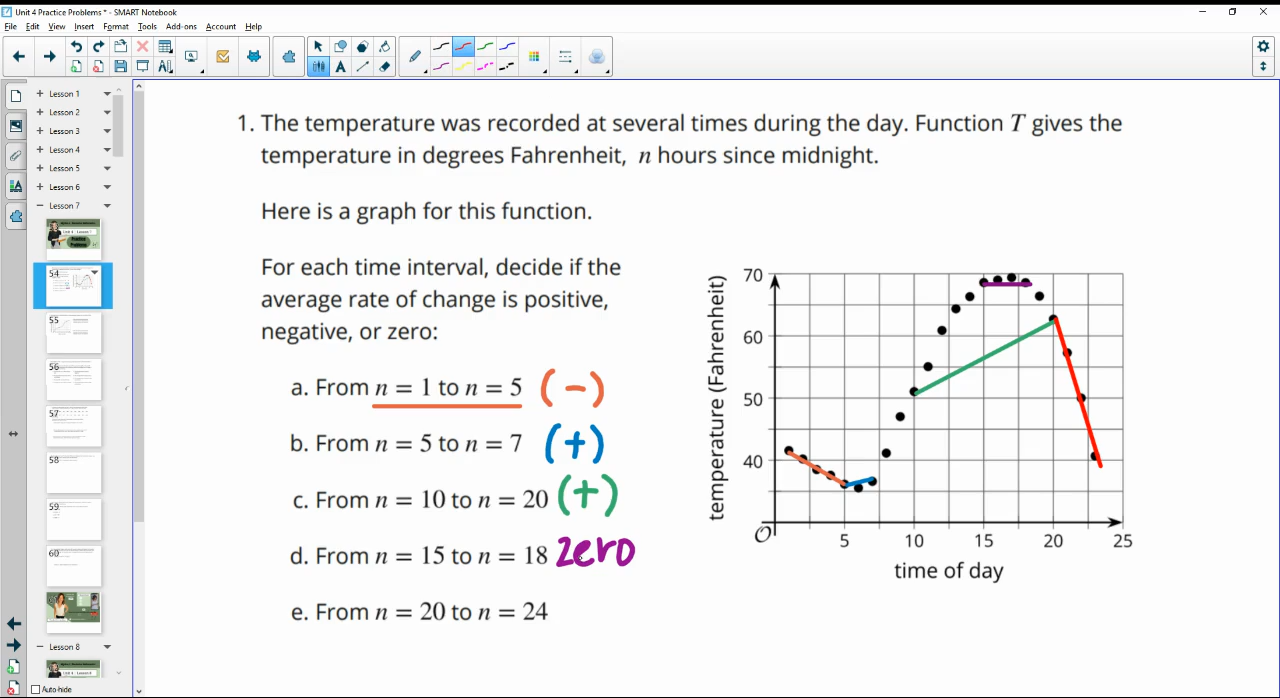 Unit 4 Practice Problems * - SMART Notebook
File Edit View Insert Format Tools Add-ons Account Help
Lesson 1
Lesson 2
Lesson 3
Lesson 4
Lesson 5
Lesson 6
Lesson 7
54
55
56
57
58
59
60
Lesson 8
Auto-hide
1. The temperature was recorded at several times during the day. Function T gives the
temperature in degrees Fahrenheit, n hours since midnight.
Here is a graph for this function.
For each time interval, decide if the
average rate of change is positive,
negative, or zero:
a. From n = 1 to n = 5 (-)
b. From n = 5 to n = 7 (+)
c. From n = 10 to n = 20 (+)
d. From n = 15 to n = 18 zero
e. From n = 20 to n = 24
temperature (Fahrenheit)
70
60
50
40
O
5 10 15 20 25
time of day